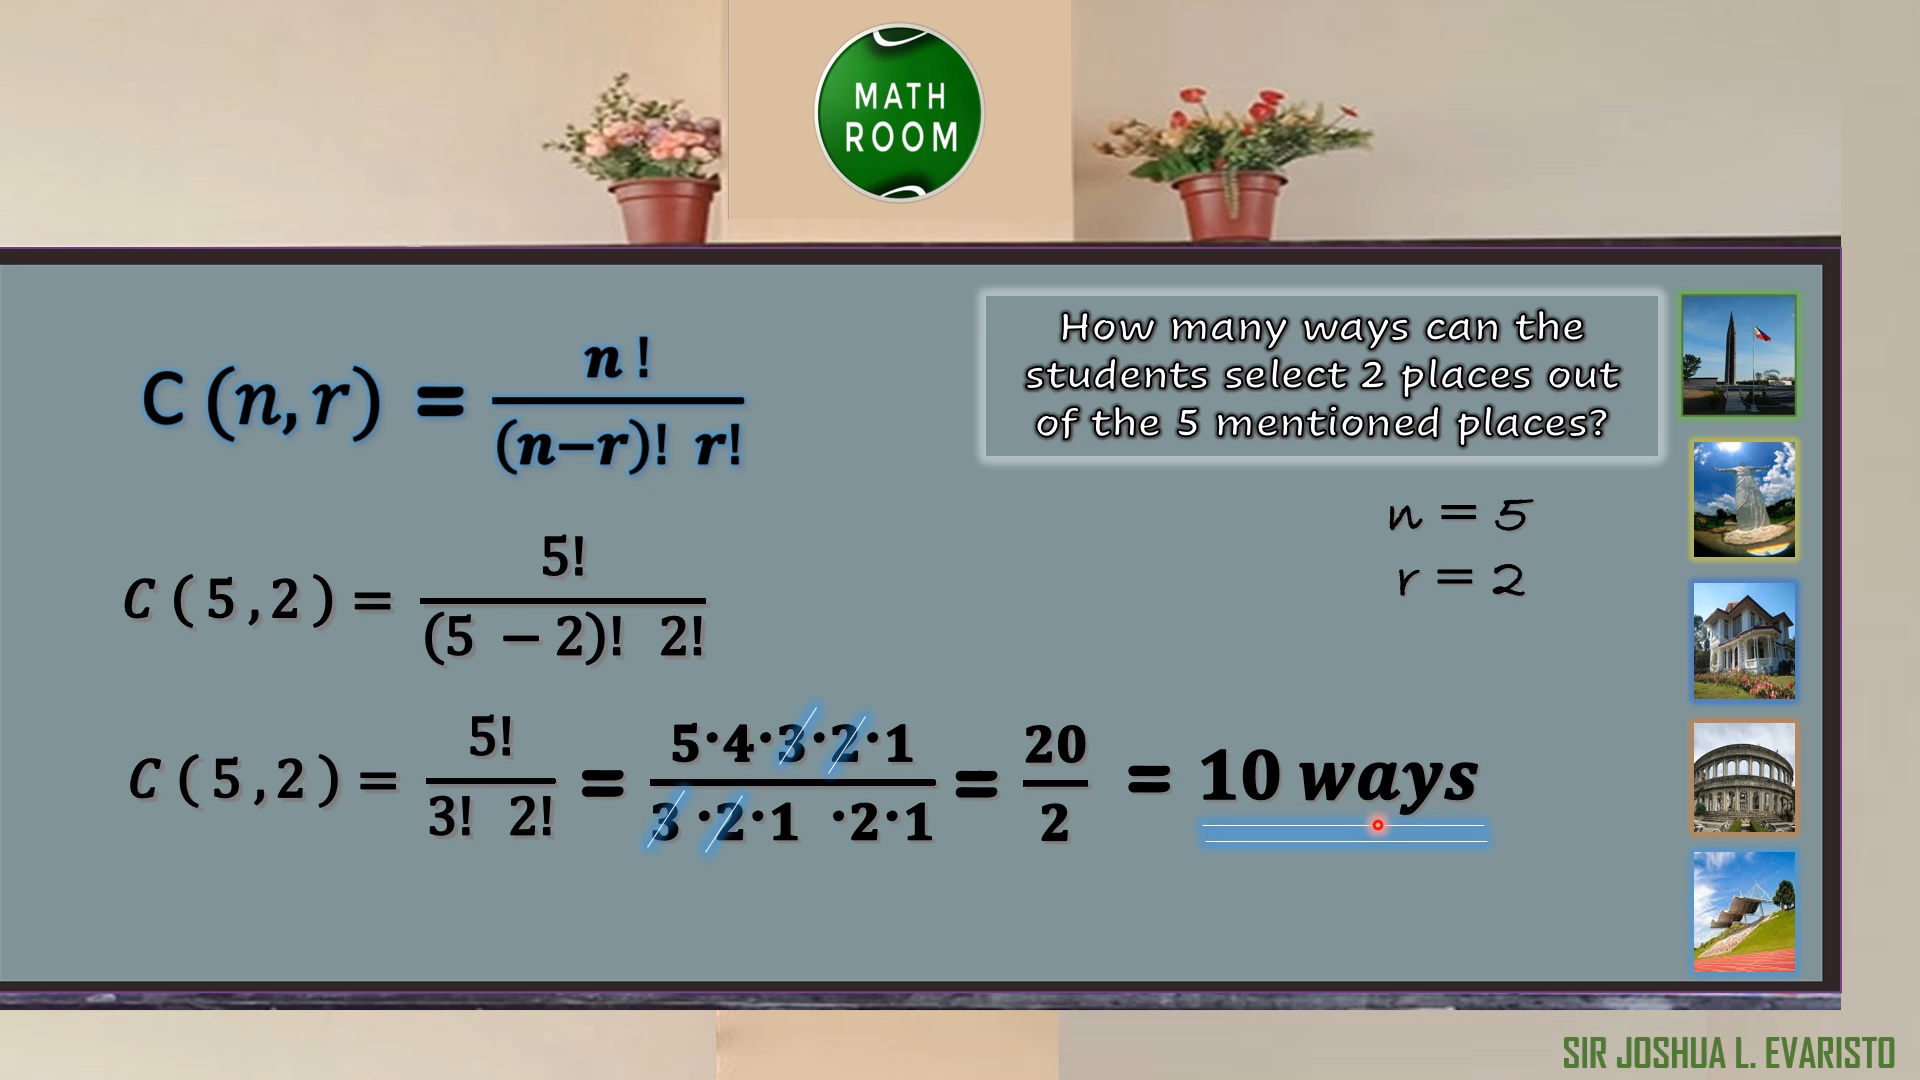 MATH
ROOM
C (n, r) = n ! / (n−r)! r!
How many ways can the
students select 2 places out
of the 5 mentioned places?
n = 5
r = 2
C ( 5 , 2 ) = 5! / (5 − 2)! 2!
C ( 5 , 2 ) = 5! / 3! 2! = 5·4·3·2·1 / 3 ·2·1 ·2·1 = 20 / 2 = 10 ways
SIR JOSHUA L. EVARISTO